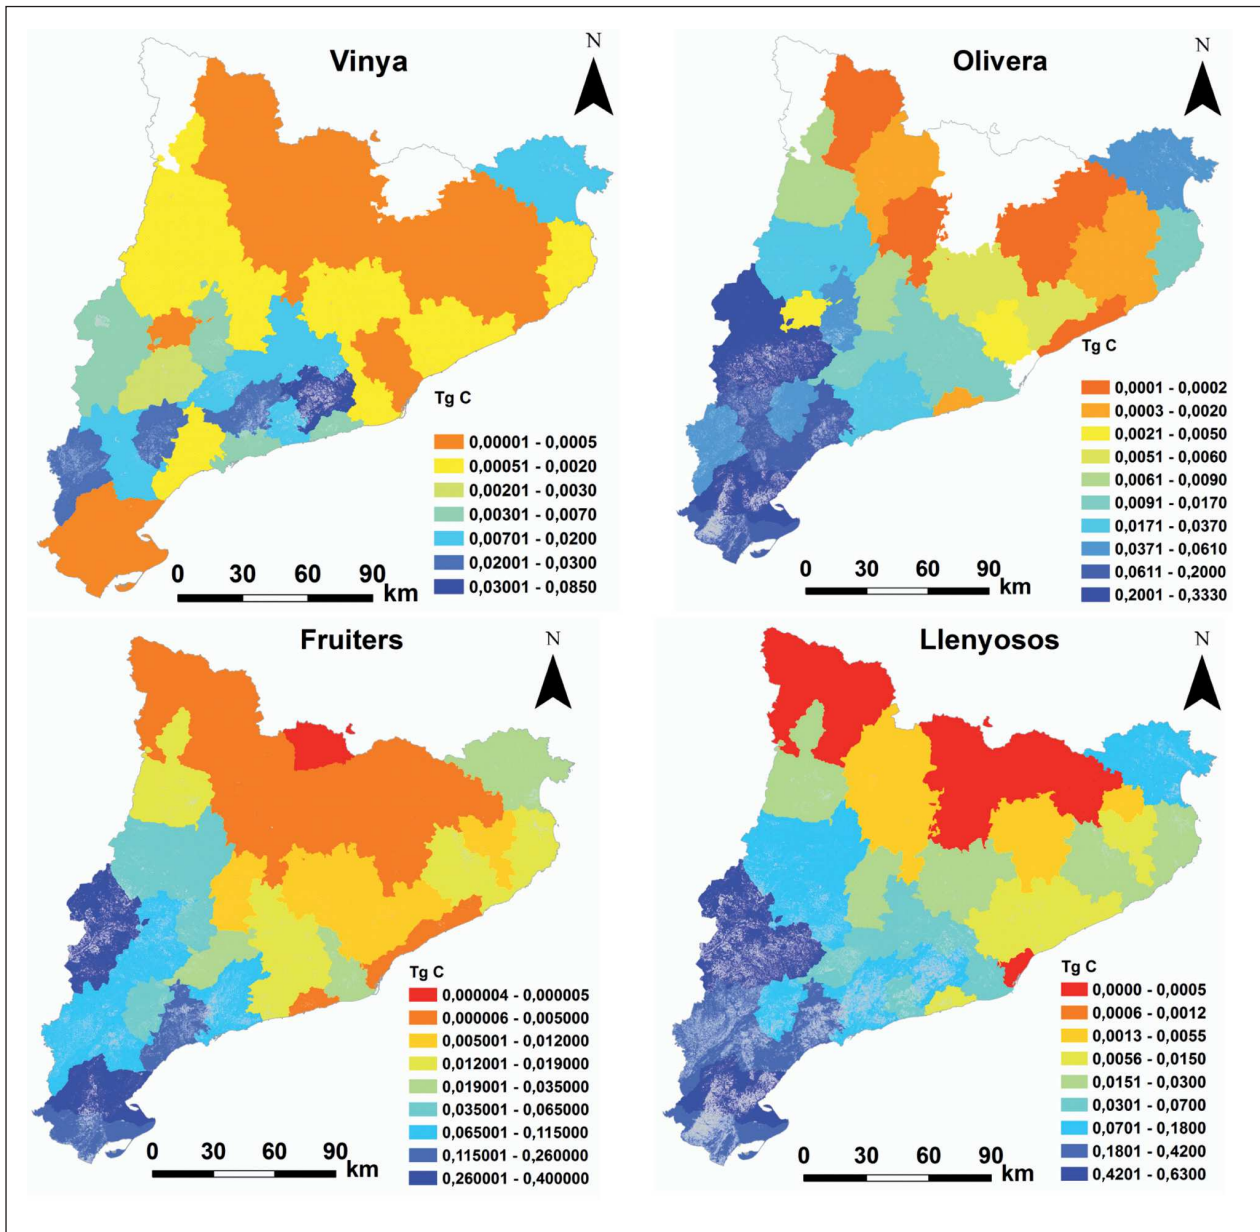 Vinya
N
Tg C
0,00001 - 0,0005
0,00051 - 0,0020
0,00201 - 0,0030
0,00301 - 0,0070
0,00701 - 0,0200
0,02001 - 0,0300
0,03001 - 0,0850
0 30 60 90
km
Olivera
N
Tg C
0,0001 - 0,0002
0,0003 - 0,0020
0,0021 - 0,0050
0,0051 - 0,0060
0,0061 - 0,0090
0,0091 - 0,0170
0,0171 - 0,0370
0,0371 - 0,0610
0,0611 - 0,2000
0,2001 - 0,3330
0 30 60 90
km
Fruiters
N
Tg C
0,000004 - 0,000005
0,000006 - 0,005000
0,005001 - 0,012000
0,012001 - 0,019000
0,019001 - 0,035000
0,035001 - 0,065000
0,065001 - 0,115000
0,115001 - 0,260000
0,260001 - 0,400000
0 30 60 90
km
Llenyosos
N
Tg C
0,0000 - 0,0005
0,0006 - 0,0012
0,0013 - 0,0055
0,0056 - 0,0150
0,0151 - 0,0300
0,0301 - 0,0700
0,0701 - 0,1800
0,1801 - 0,4200
0,4201 - 0,6300
0 30 60 90
km